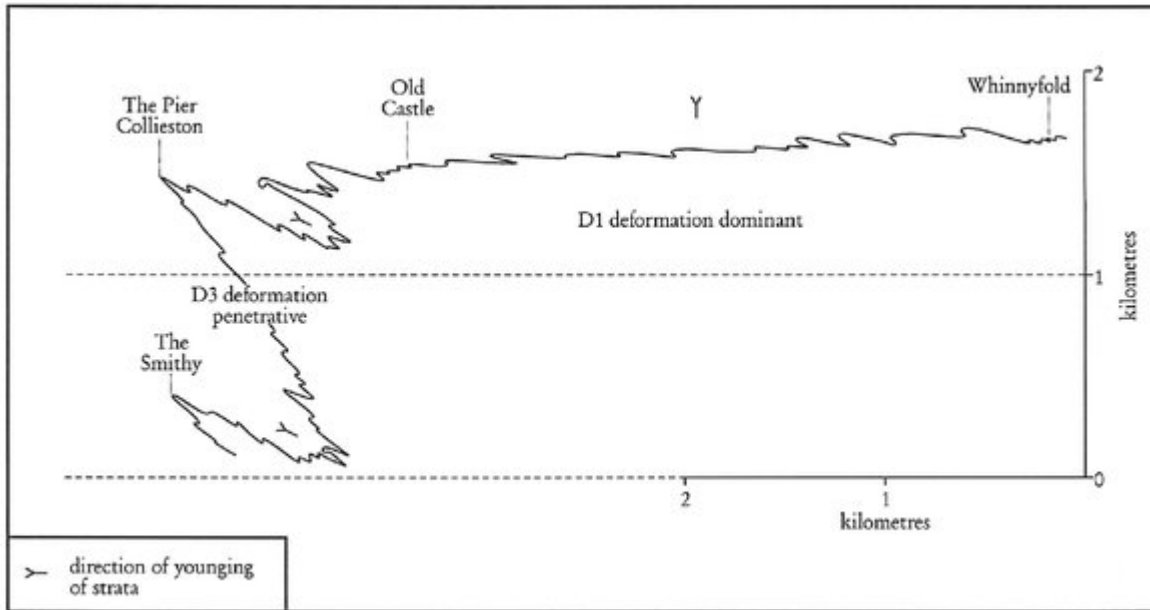 The Pier
Collieston
Old
Castle
Whinnyfold
2
D1 deformation dominant
1
kilometres
D3 deformation
penetrative
The
Smithy
0
2
1
kilometres
direction of younging
of strata